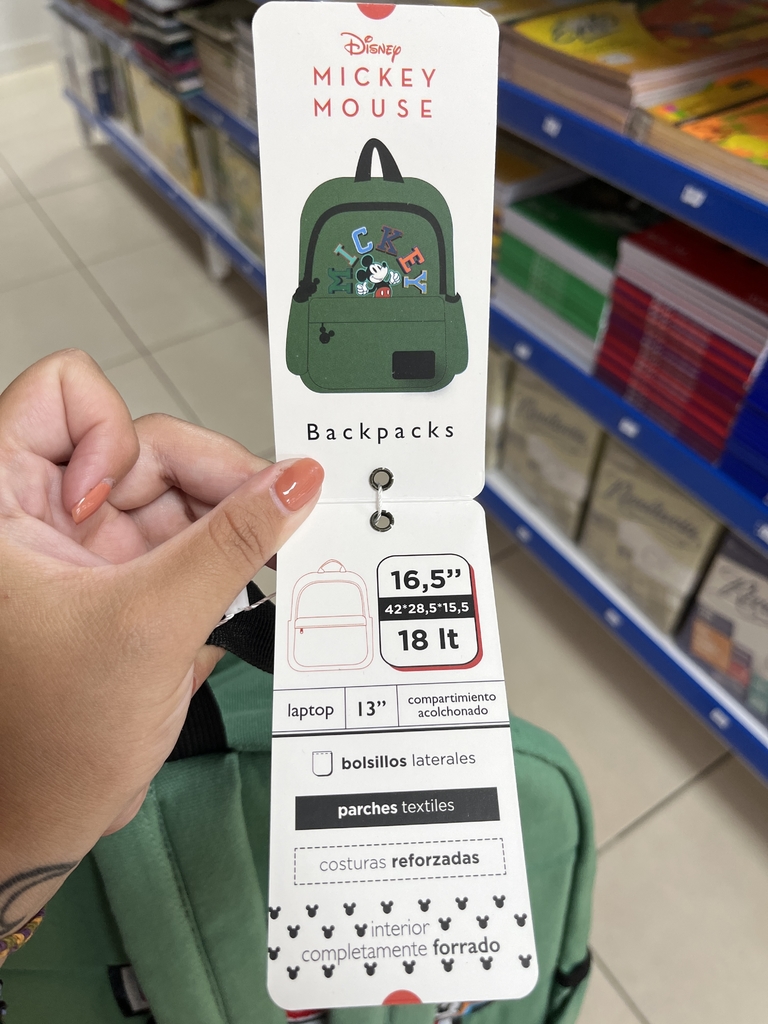 Disney
MICKEY
MOUSE
MICKEY
Backpacks
16,5’’
42*28,5*15,5
18 lt
laptop
13’’
compartimiento
acolchonado
bolsillos laterales
parches textiles
costuras reforzadas
interior
completamente forrado